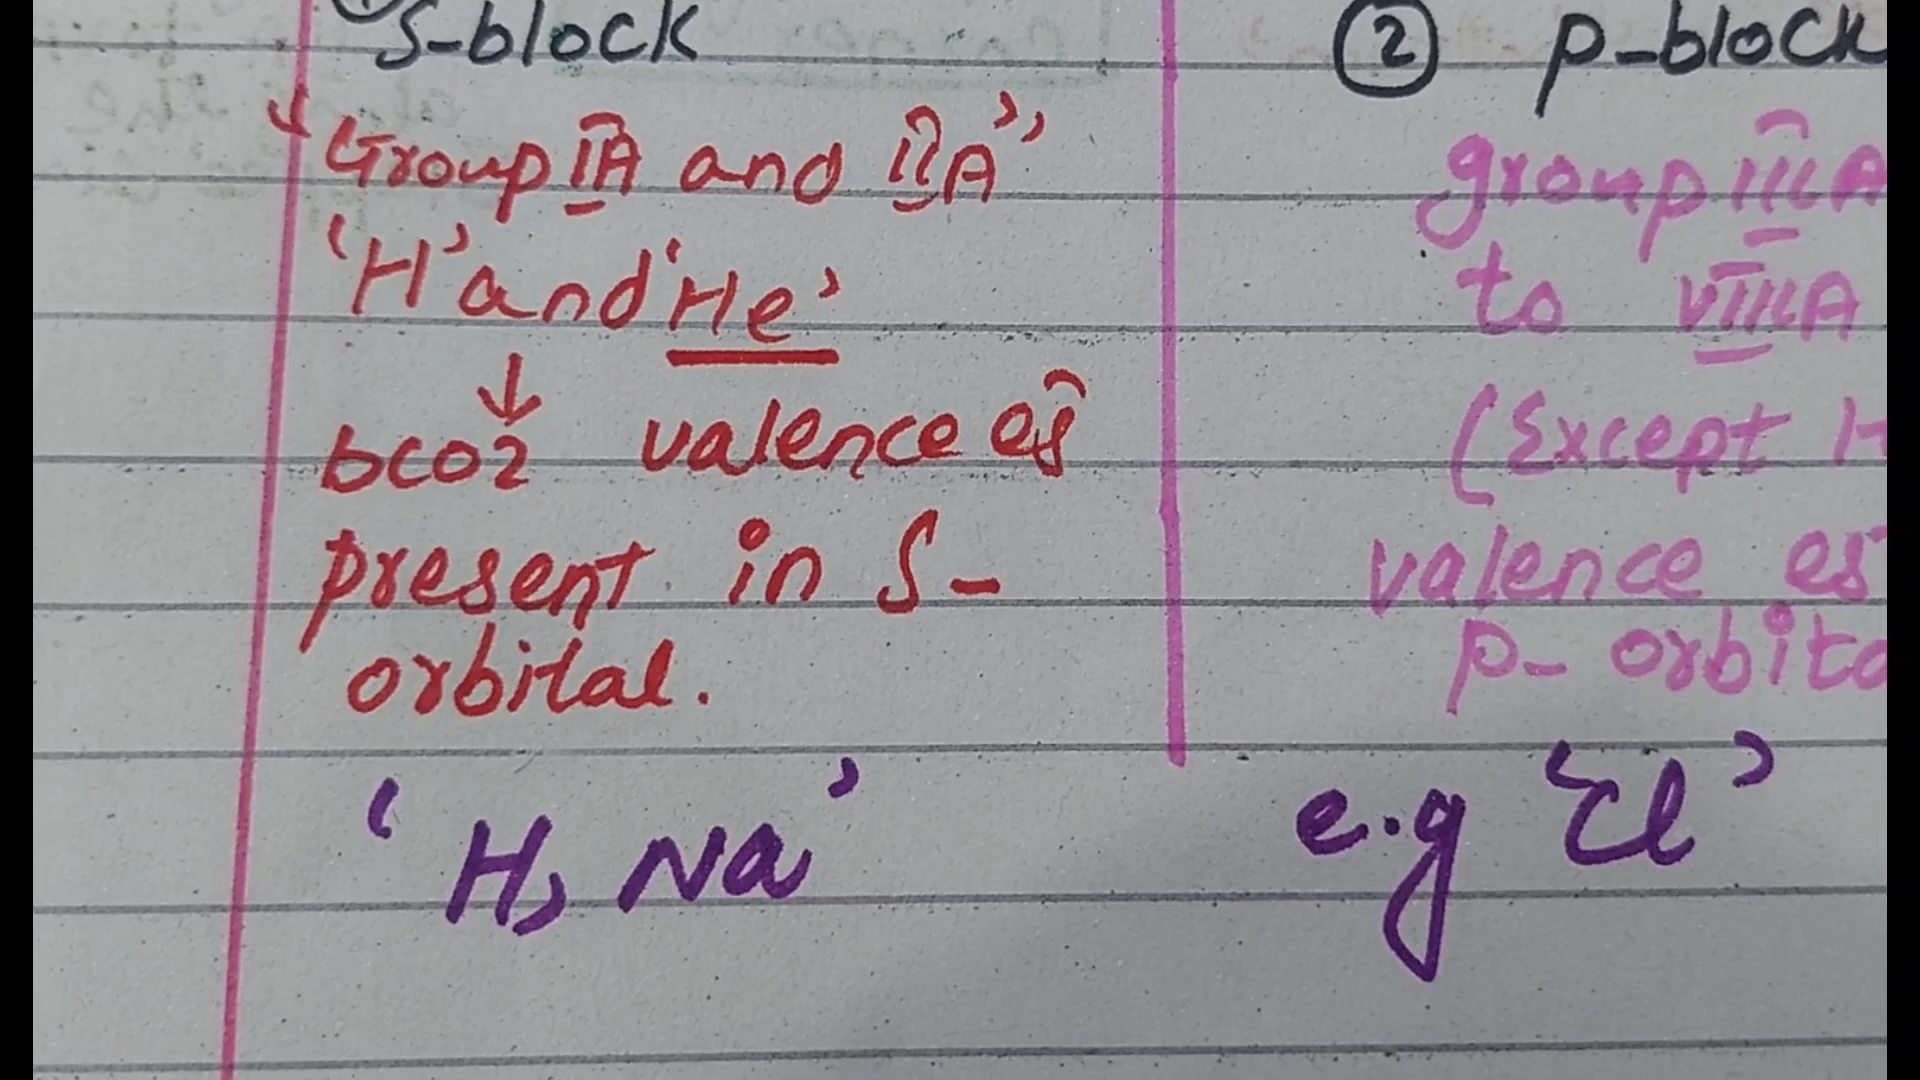 S-block
Group IA and IIA"
'H' and 'He'
↓
bcoz valence es
present in S-
orbital.
'H, Na'
② p-block
group IIIA
to VIIIA
(Except H
valence es
p- orbita
e.g 'Cl'